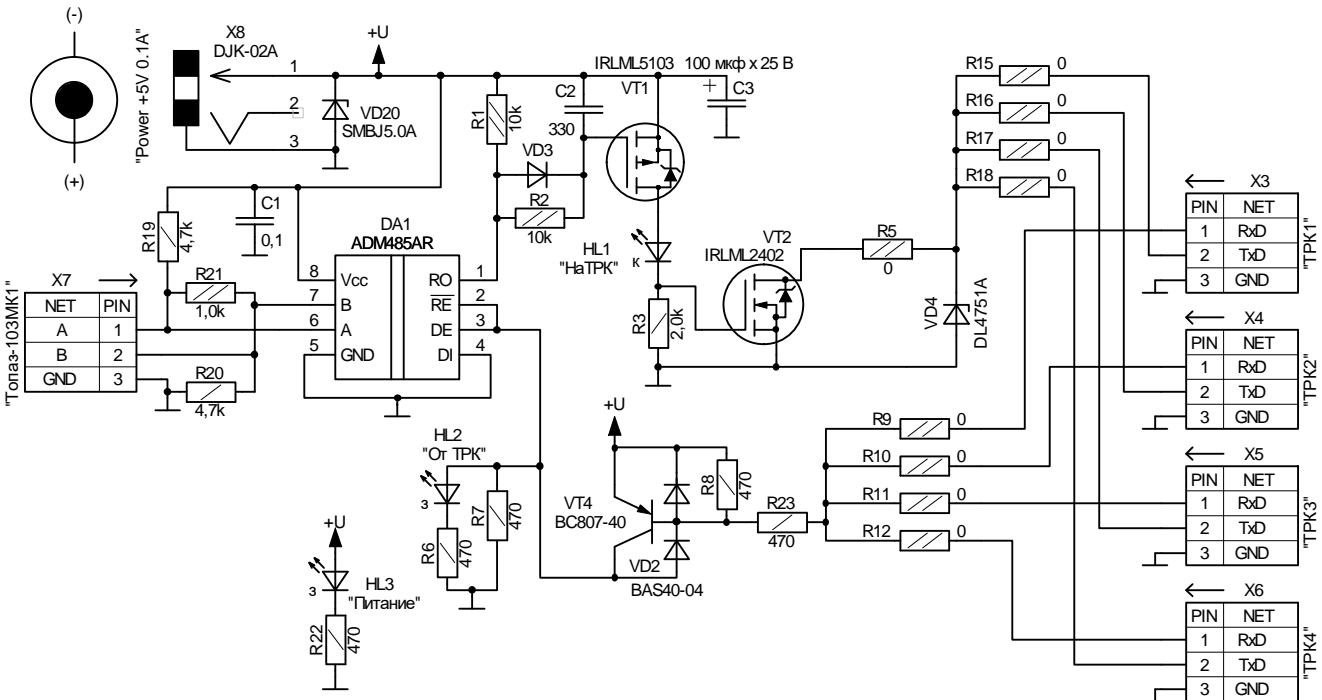 (-)
(+)
"Power +5V 0.1A"
X8
DJK-02A
1
2
3
+U
VD20
SMBJ5.0A
R1
10k
C2
330
IRLML5103
VT1
100 мкф x 25 В
+
C3
VD3
R2
10k
R19
4,7k
C1
0,1
DA1
ADM485AR
8 Vcc
7 B
6 A
5 GND
RO 1
RE 2
DE 3
DI 4
HL1
"НаТРК"
к
R3
2,0k
VT2
IRLML2402
R5
0
VD4
DL4751A
R15 0
R16 0
R17 0
R18 0
"Топаз-103МК1"
X7
NET PIN
A 1
B 2
GND 3
R21
1,0k
R20
4,7k
HL2
"От ТРК"
з
R6
470
R7
470
+U
HL3
"Питание"
з
R22
470
+U
VT4
BC807-40
VD2
BAS40-04
R8
470
R23
470
R9 0
R10 0
R11 0
R12 0
X3
PIN NET
1 RxD
2 TxD
3 GND
"ТРК1"
X4
PIN NET
1 RxD
2 TxD
3 GND
"ТРК2"
X5
PIN NET
1 RxD
2 TxD
3 GND
"ТРК3"
X6
PIN NET
1 RxD
2 TxD
3 GND
"ТРК4"